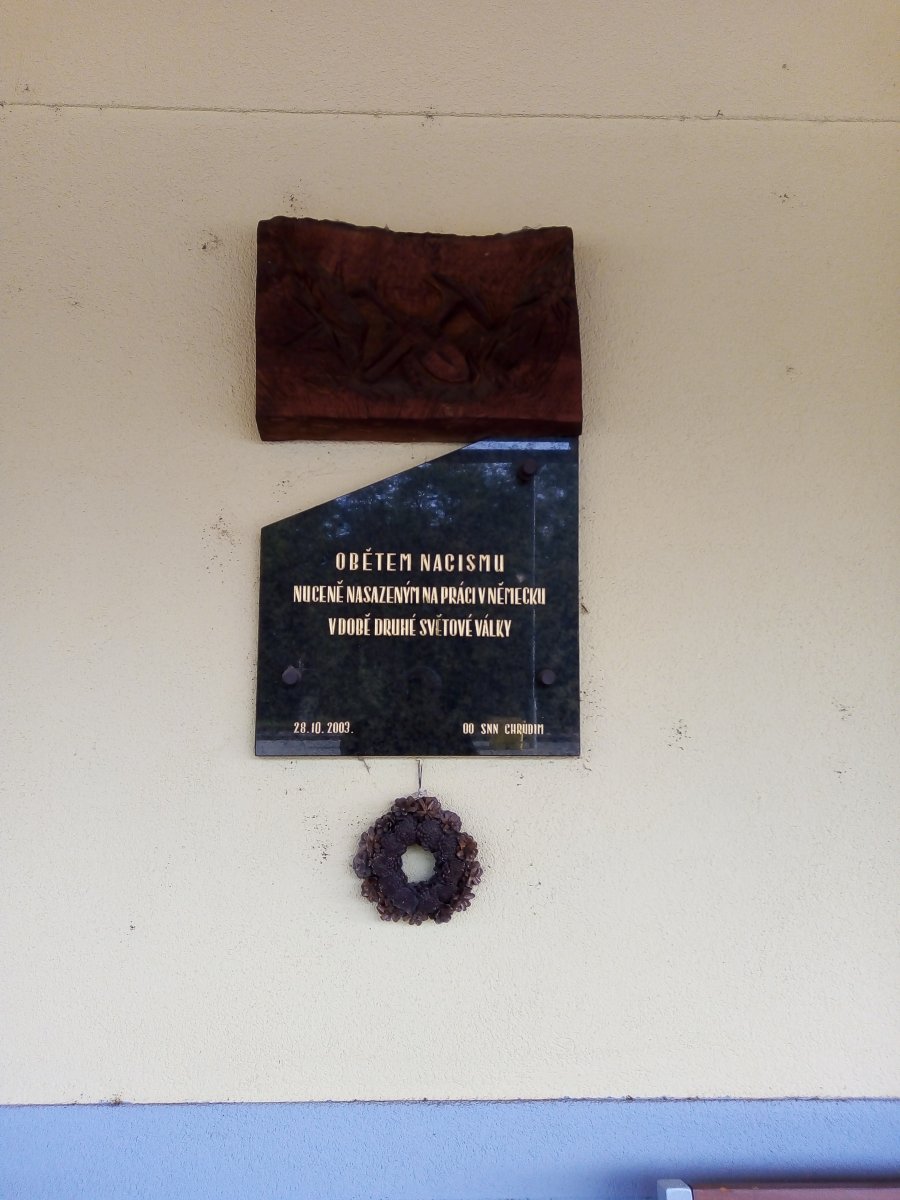 OBĚTEM NACISMU
NUCENĚ NASAZENÝM NA PRÁCI V NĚMECKU
V DOBĚ DRUHÉ SVĚTOVÉ VÁLKY
28.10.2003. OO SNN CHRUDIM